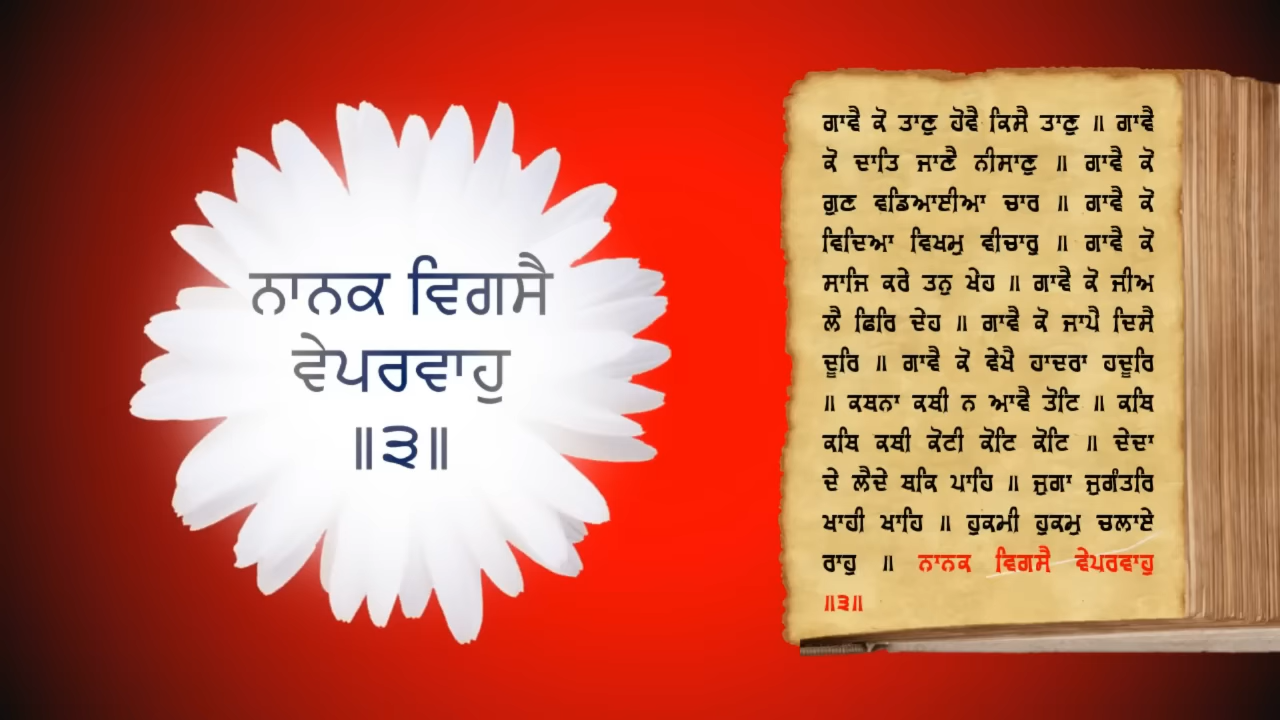 ਨਾਨਕ ਵਿਗਸੈ
ਵੇਪਰਵਾਹੁ
॥੩॥
ਗਾਵੈ ਕੋ ਤਾਣੁ ਹੋਵੈ ਕਿਸੈ ਤਾਣੁ ॥ ਗਾਵੈ
ਕੋ ਦਾਤਿ ਜਾਣੈ ਨੀਸਾਣੁ ॥ ਗਾਵੈ ਕੋ
ਗੁਣ ਵਡਿਆਈਆ ਚਾਰ ॥ ਗਾਵੈ ਕੋ
ਵਿਦਿਆ ਵਿਖਮੁ ਵੀਚਾਰੁ ॥ ਗਾਵੈ ਕੋ
ਸਾਜਿ ਕਰੇ ਤਨੁ ਖੇਹ ॥ ਗਾਵੈ ਕੋ ਜੀਅ
ਲੈ ਫਿਰਿ ਦੇਹ ॥ ਗਾਵੈ ਕੋ ਜਾਪੈ ਦਿਸੈ
ਦੂਰਿ ॥ ਗਾਵੈ ਕੋ ਵੇਖੈ ਹਾਦਰਾ ਹਦੂਰਿ
॥ ਕਥਨਾ ਕਥੀ ਨ ਆਵੈ ਤੋਟਿ ॥ ਕਥਿ
ਕਥਿ ਕਥੀ ਕੋਟੀ ਕੋਟਿ ਕੋਟਿ ॥ ਦੇਦਾ
ਦੇ ਲੈਦੇ ਥਕਿ ਪਾਹਿ ॥ ਜੁਗਾ ਜੁਗੰਤਰਿ
ਖਾਹੀ ਖਾਹਿ ॥ ਹੁਕਮੀ ਹੁਕਮੁ ਚਲਾਏ
ਰਾਹੁ ॥ ਨਾਨਕ ਵਿਗਸੈ ਵੇਪਰਵਾਹੁ
॥੩॥